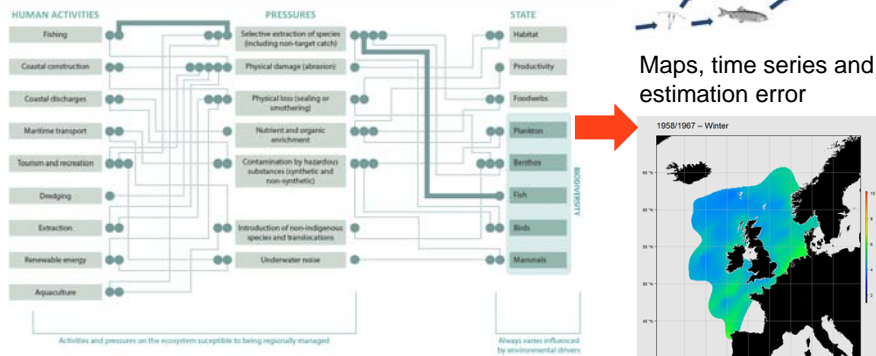 HUMAN ACTIVITIES
PRESSURES
STATE
Fishing
Selective extraction of species
(including non-target catch)
Habitat
Coastal construction
Physical damage (abrasion)
Productivity
Coastal discharges
Physical loss (sealing or
smothering)
Foodwebs
Maritime transport
Nutrient and organic
enrichment
Plankton
Tourism and recreation
Contamination by hazardous
substances (synthetic and
non-synthetic)
Benthos
Dredging
Fish
Extraction
Introduction of non-indigenous
species and translocations
Birds
Renewable energy
Underwater noise
Mammals
Aquaculture
BIODIVERSITY
Activities and pressures on the ecosystem suceptible to being regionally managed
Always varies influenced
by environmental drivers
Maps, time series and
estimation error
1958/1967 – Winter